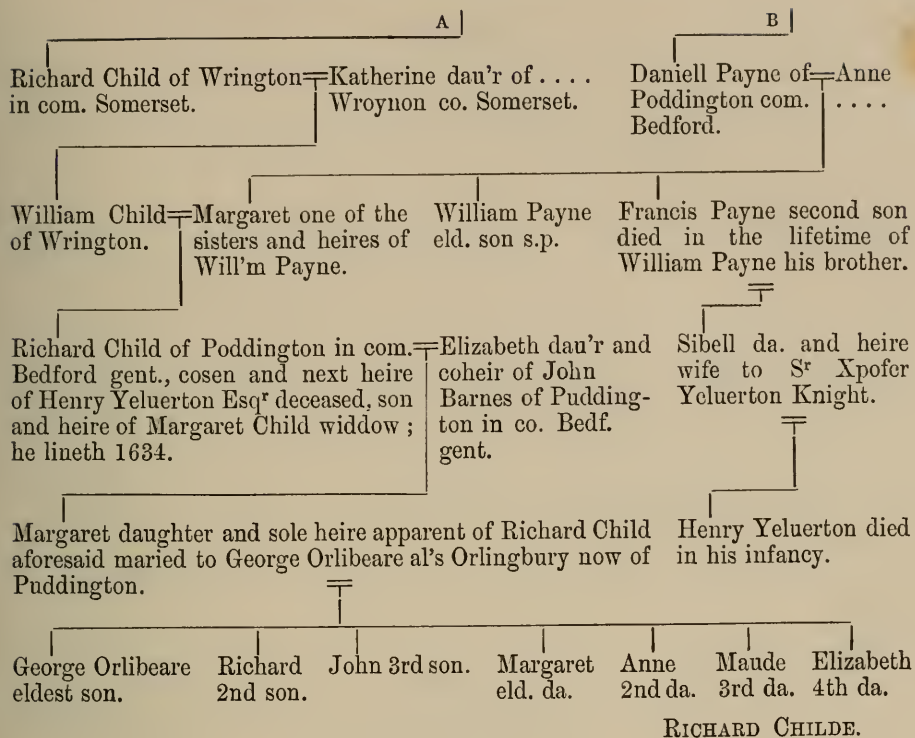 A B
Richard Child of Wrington
in com. Somerset.
Katherine dau'r of . . . .
Wroynon co. Somerset.
Daniell Payne of
Poddington com.
Bedford.
Anne
. . . .
William Child
of Wrington.
Margaret one of the
sisters and heires of
Will'm Payne.
William Payne
eld. son s.p.
Francis Payne second son
died in the lifetime of
William Payne his brother.
Richard Child of Poddington in com.
Bedford gent., cosen and next heire
of Henry Yeluerton Esqʳ deceased, son
and heire of Margaret Child widdow ;
he liueth 1634.
Elizabeth dau'r and
coheir of John
Barnes of Pudding-
ton in co. Bedf.
gent.
Sibell da. and heire
wife to Sʳ Xpofer
Yeluerton Knight.
Margaret daughter and sole heire apparent of Richard Child
aforesaid maried to George Orlibeare al's Orlingbury now of
Puddington.
Henry Yeluerton died
in his infancy.
George Orlibeare
eldest son.
Richard
2nd son.
John 3rd son.
Margaret
eld. da.
Anne
2nd da.
Maude
3rd da.
Elizabeth
4th da.
RICHARD CHILDE.